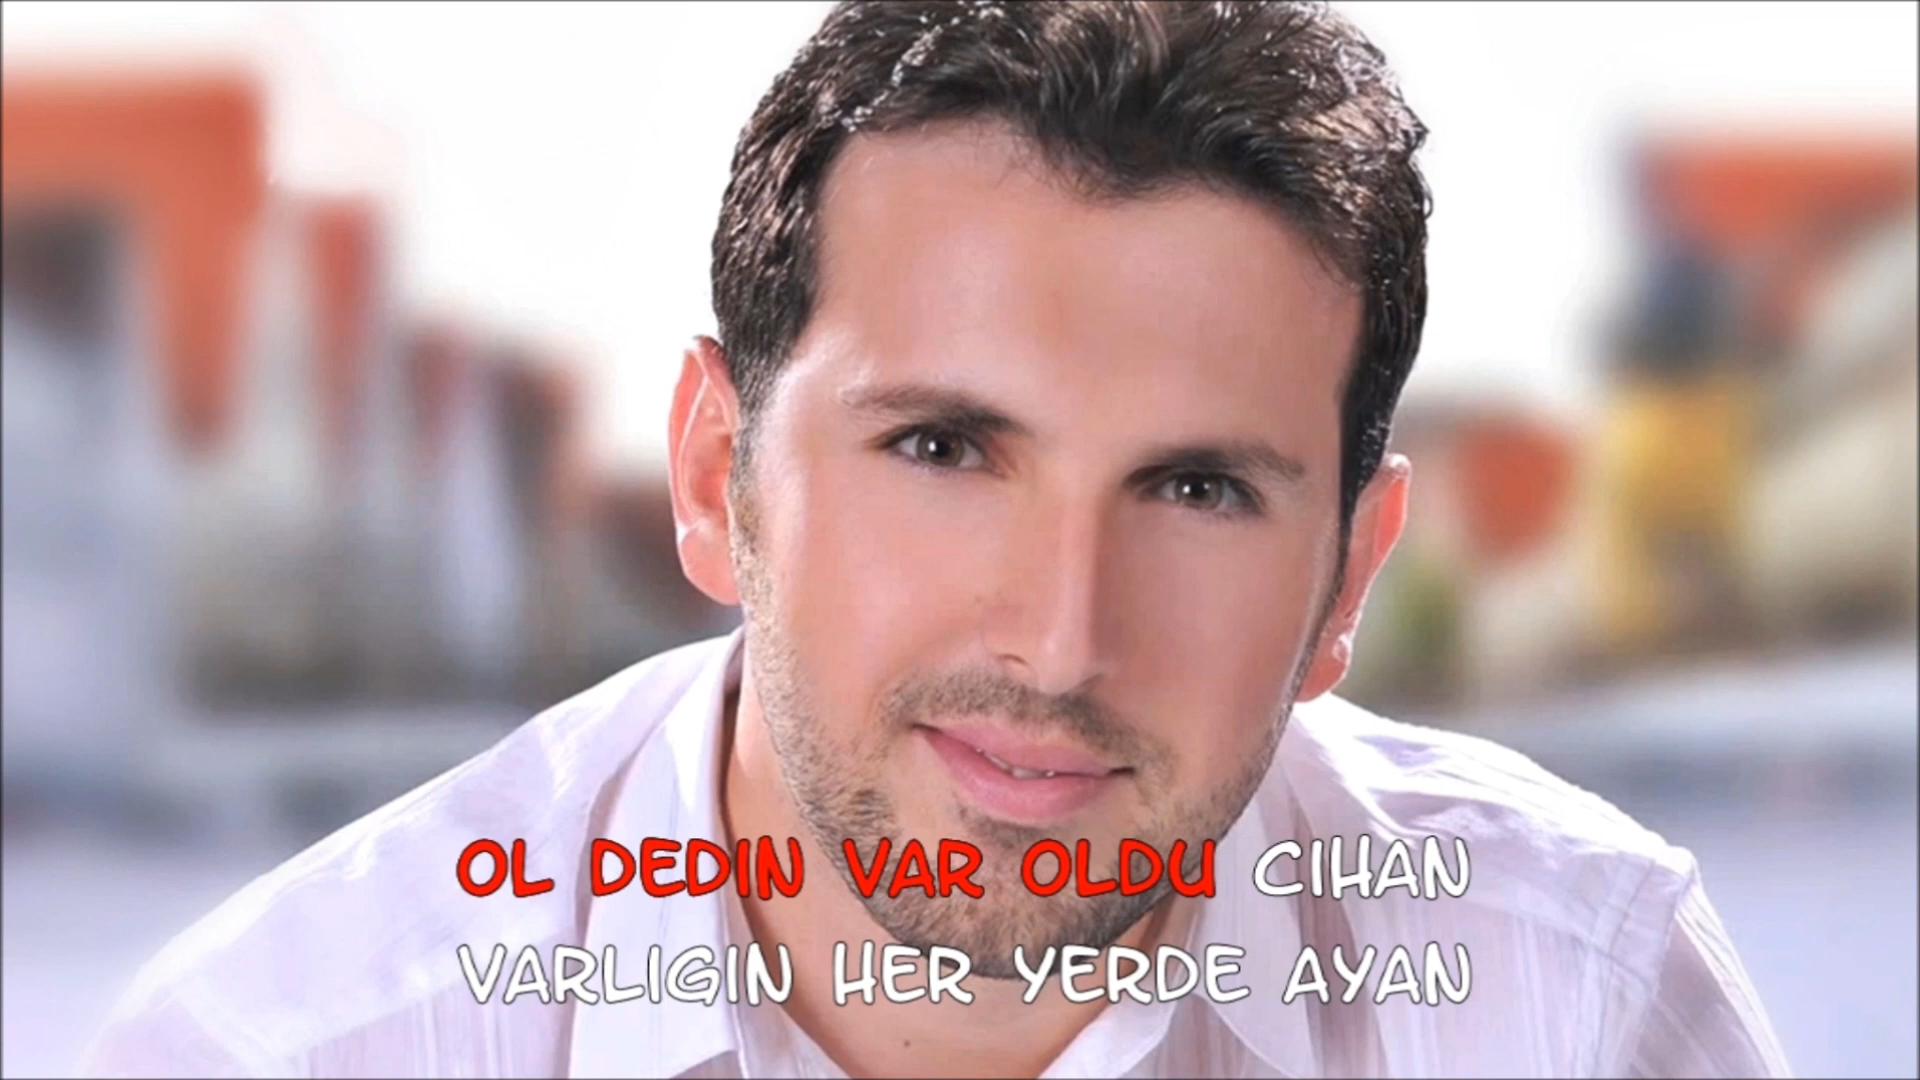 OL DEDIN VAR OLDU CIHAN
VARLIGIN HER YERDE AYAN